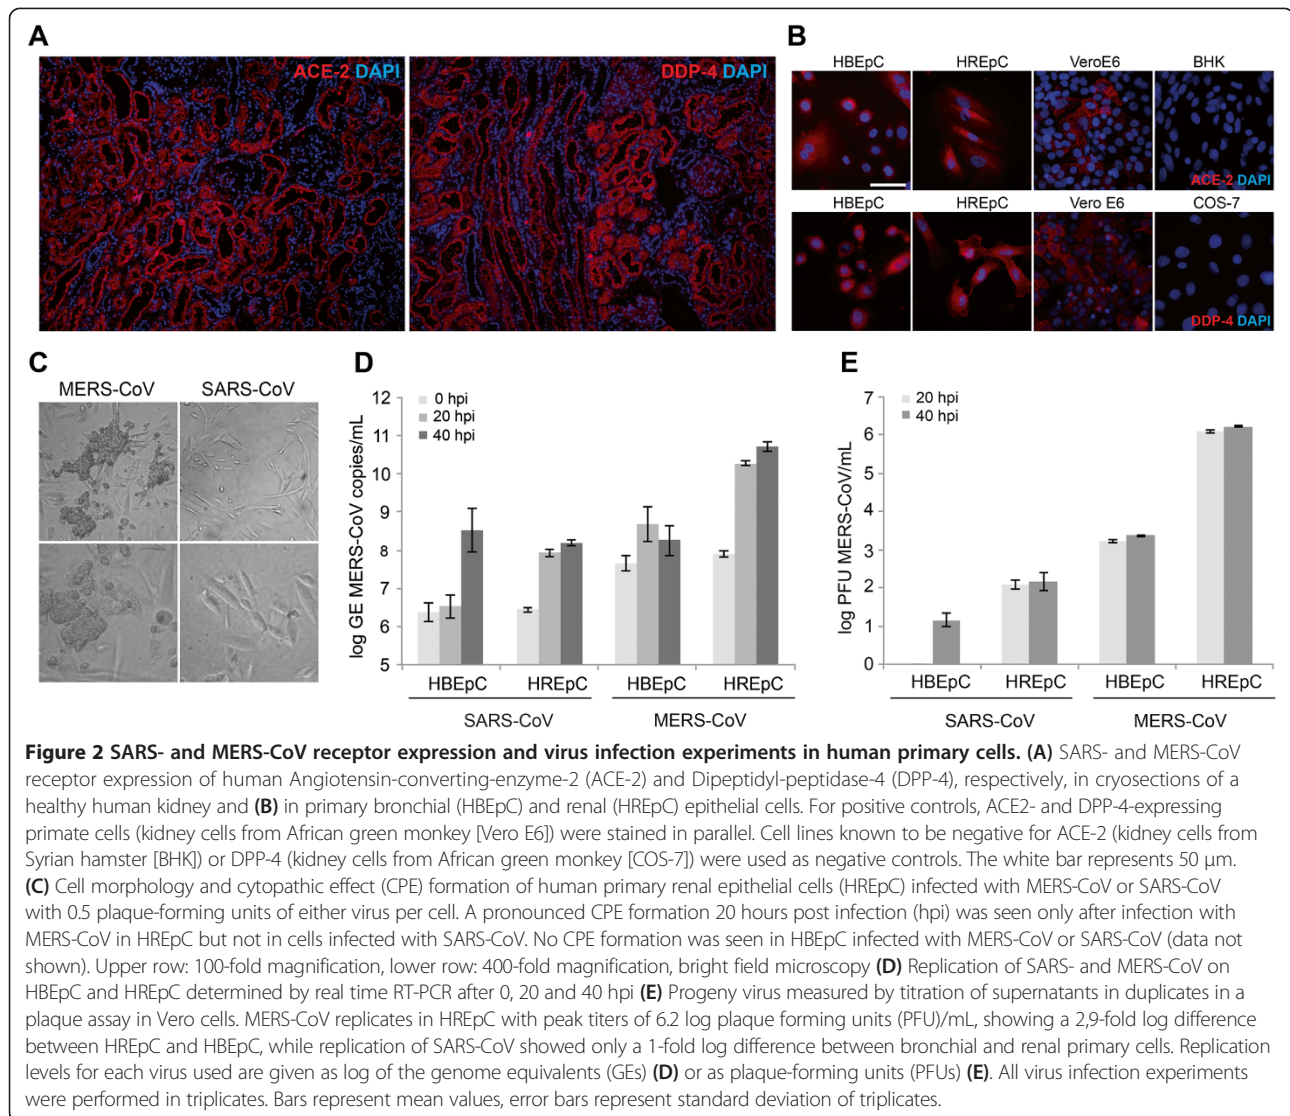 A
ACE-2 DAPI
DDP-4 DAPI
B
HBEpC HREpC VeroE6 BHK
ACE-2 DAPI
HBEpC HREpC Vero E6 COS-7
DDP-4 DAPI
C
MERS-CoV SARS-CoV
D
log GE MERS-CoV copies/mL
12
11
10
9
8
7
6
5
0 hpi
20 hpi
40 hpi
HBEpC HREpC HBEpC HREpC
SARS-CoV MERS-CoV
E
log PFU MERS-CoV/mL
7
6
5
4
3
2
1
0
20 hpi
40 hpi
HBEpC HREpC HBEpC HREpC
SARS-CoV MERS-CoV
Figure 2 SARS- and MERS-CoV receptor expression and virus infection experiments in human primary cells. (A) SARS- and MERS-CoV
receptor expression of human Angiotensin-converting-enzyme-2 (ACE-2) and Dipeptidyl-peptidase-4 (DPP-4), respectively, in cryosections of a
healthy human kidney and (B) in primary bronchial (HBEpC) and renal (HREpC) epithelial cells. For positive controls, ACE2- and DPP-4-expressing
primate cells (kidney cells from African green monkey [Vero E6]) were stained in parallel. Cell lines known to be negative for ACE-2 (kidney cells from
Syrian hamster [BHK]) or DPP-4 (kidney cells from African green monkey [COS-7]) were used as negative controls. The white bar represents 50 μm.
(C) Cell morphology and cytopathic effect (CPE) formation of human primary renal epithelial cells (HREpC) infected with MERS-CoV or SARS-CoV
with 0.5 plaque-forming units of either virus per cell. A pronounced CPE formation 20 hours post infection (hpi) was seen only after infection with
MERS-CoV in HREpC but not in cells infected with SARS-CoV. No CPE formation was seen in HBEpC infected with MERS-CoV or SARS-CoV (data not
shown). Upper row: 100-fold magnification, lower row: 400-fold magnification, bright field microscopy (D) Replication of SARS- and MERS-CoV on
HBEpC and HREpC determined by real time RT-PCR after 0, 20 and 40 hpi (E) Progeny virus measured by titration of supernatants in duplicates in a
plaque assay in Vero cells. MERS-CoV replicates in HREpC with peak titers of 6.2 log plaque forming units (PFU)/mL, showing a 2,9-fold log difference
between HREpC and HBEpC, while replication of SARS-CoV showed only a 1-fold log difference between bronchial and renal primary cells. Replication
levels for each virus used are given as log of the genome equivalents (GEs) (D) or as plaque-forming units (PFUs) (E). All virus infection experiments
were performed in triplicates. Bars represent mean values, error bars represent standard deviation of triplicates.